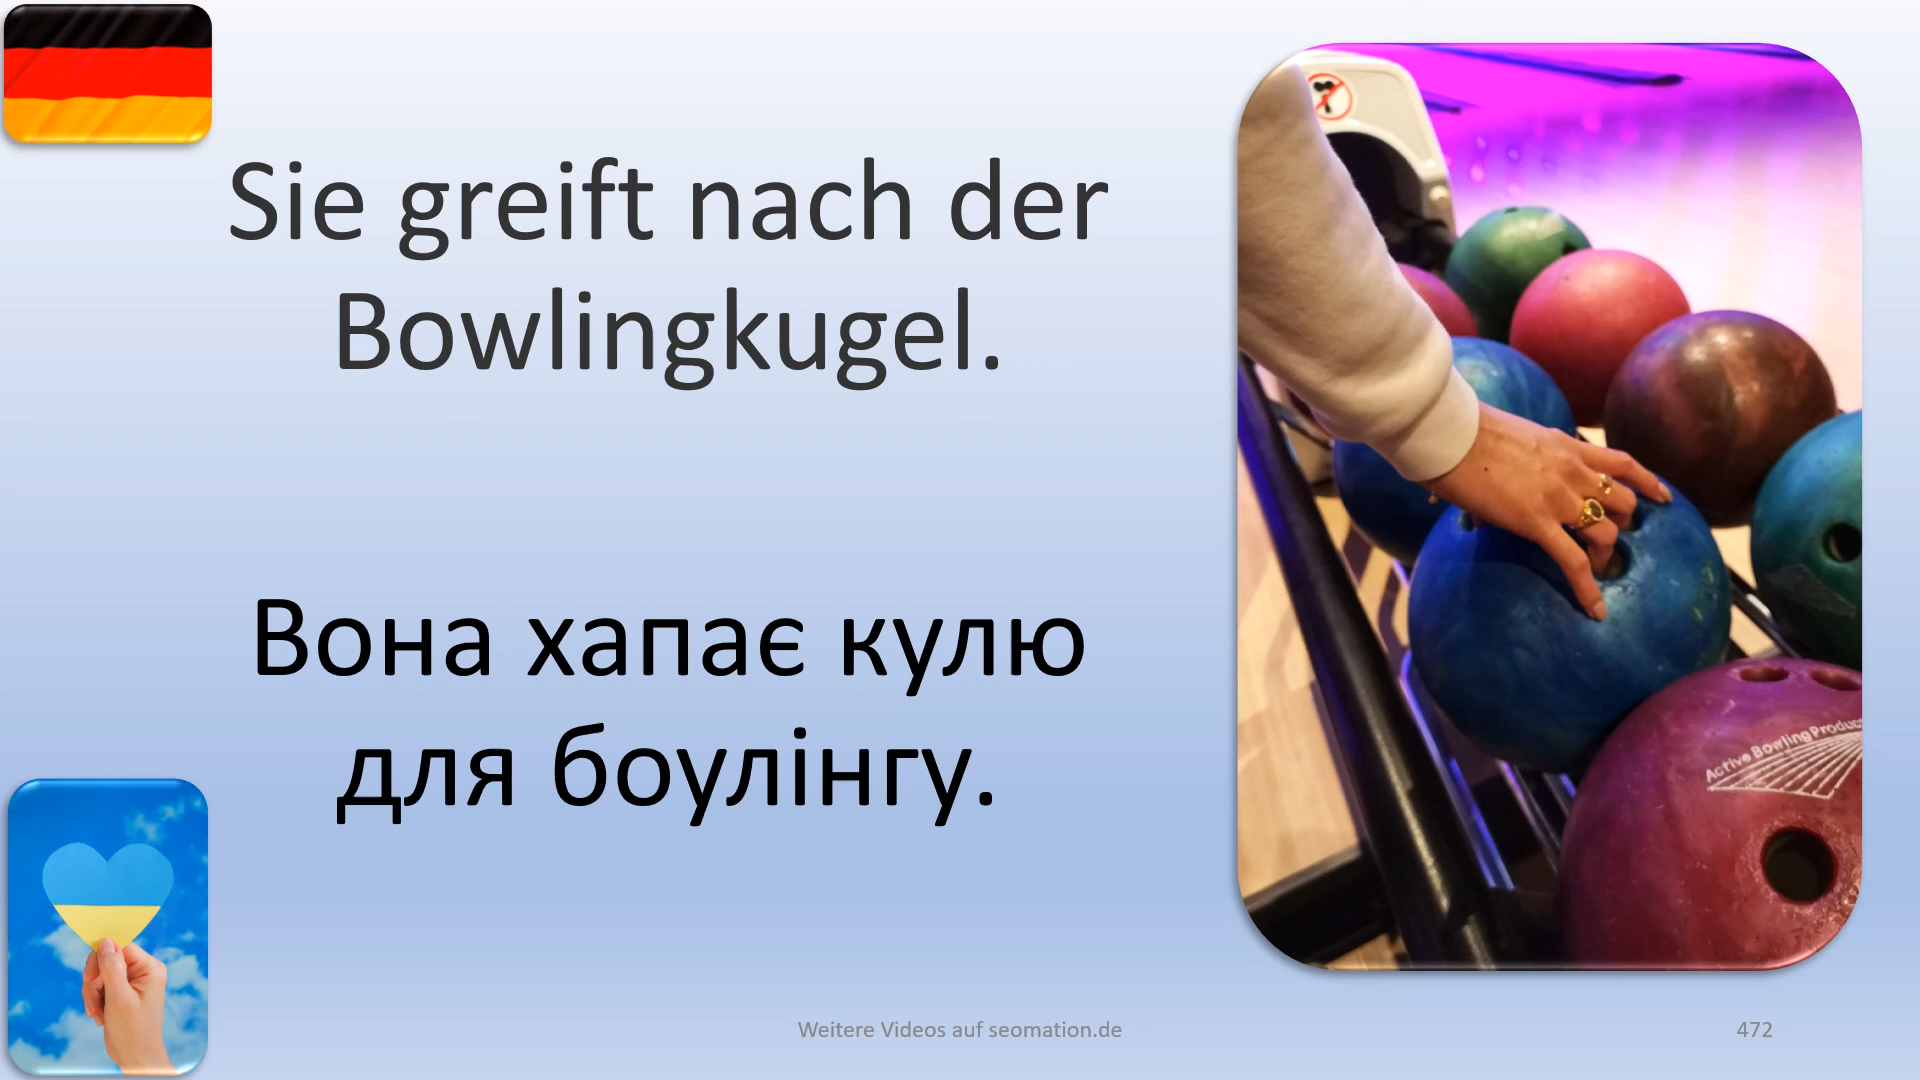 Sie greift nach der
Bowlingkugel.
Вона хапає кулю
для боулінгу.
Active Bowling Produc
Weitere Videos auf seomation.de
472